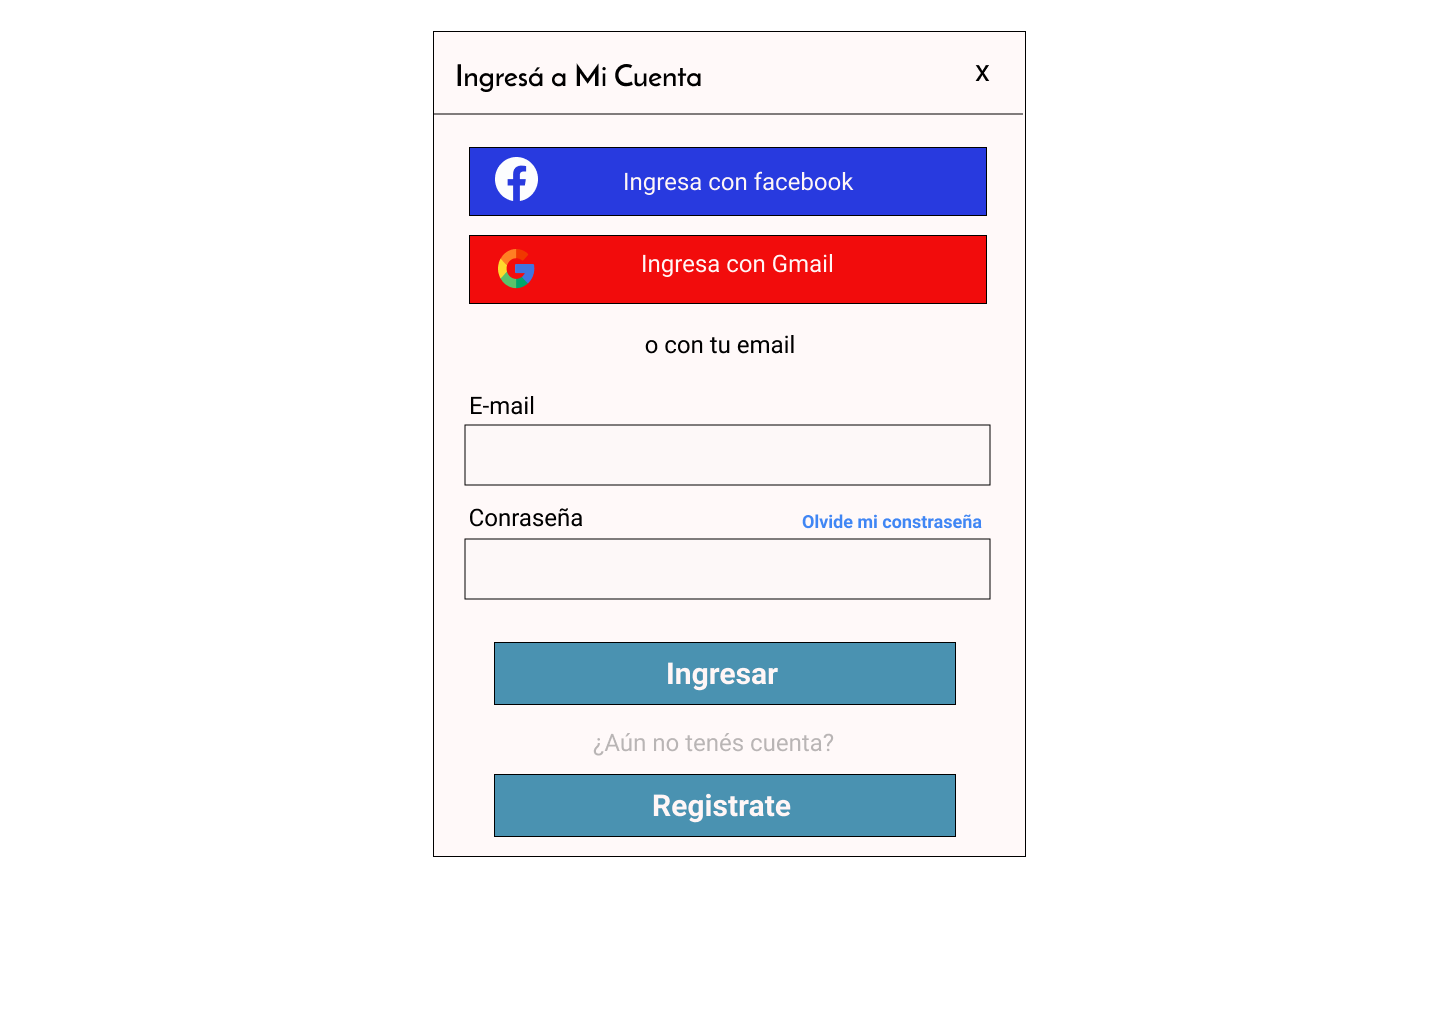 Ingresá a Mi Cuenta
X
Ingresa con facebook
Ingresa con Gmail
o con tu email
E-mail
Conraseña
Olvide mi constraseña
Ingresar
¿Aún no tenés cuenta?
Registrate